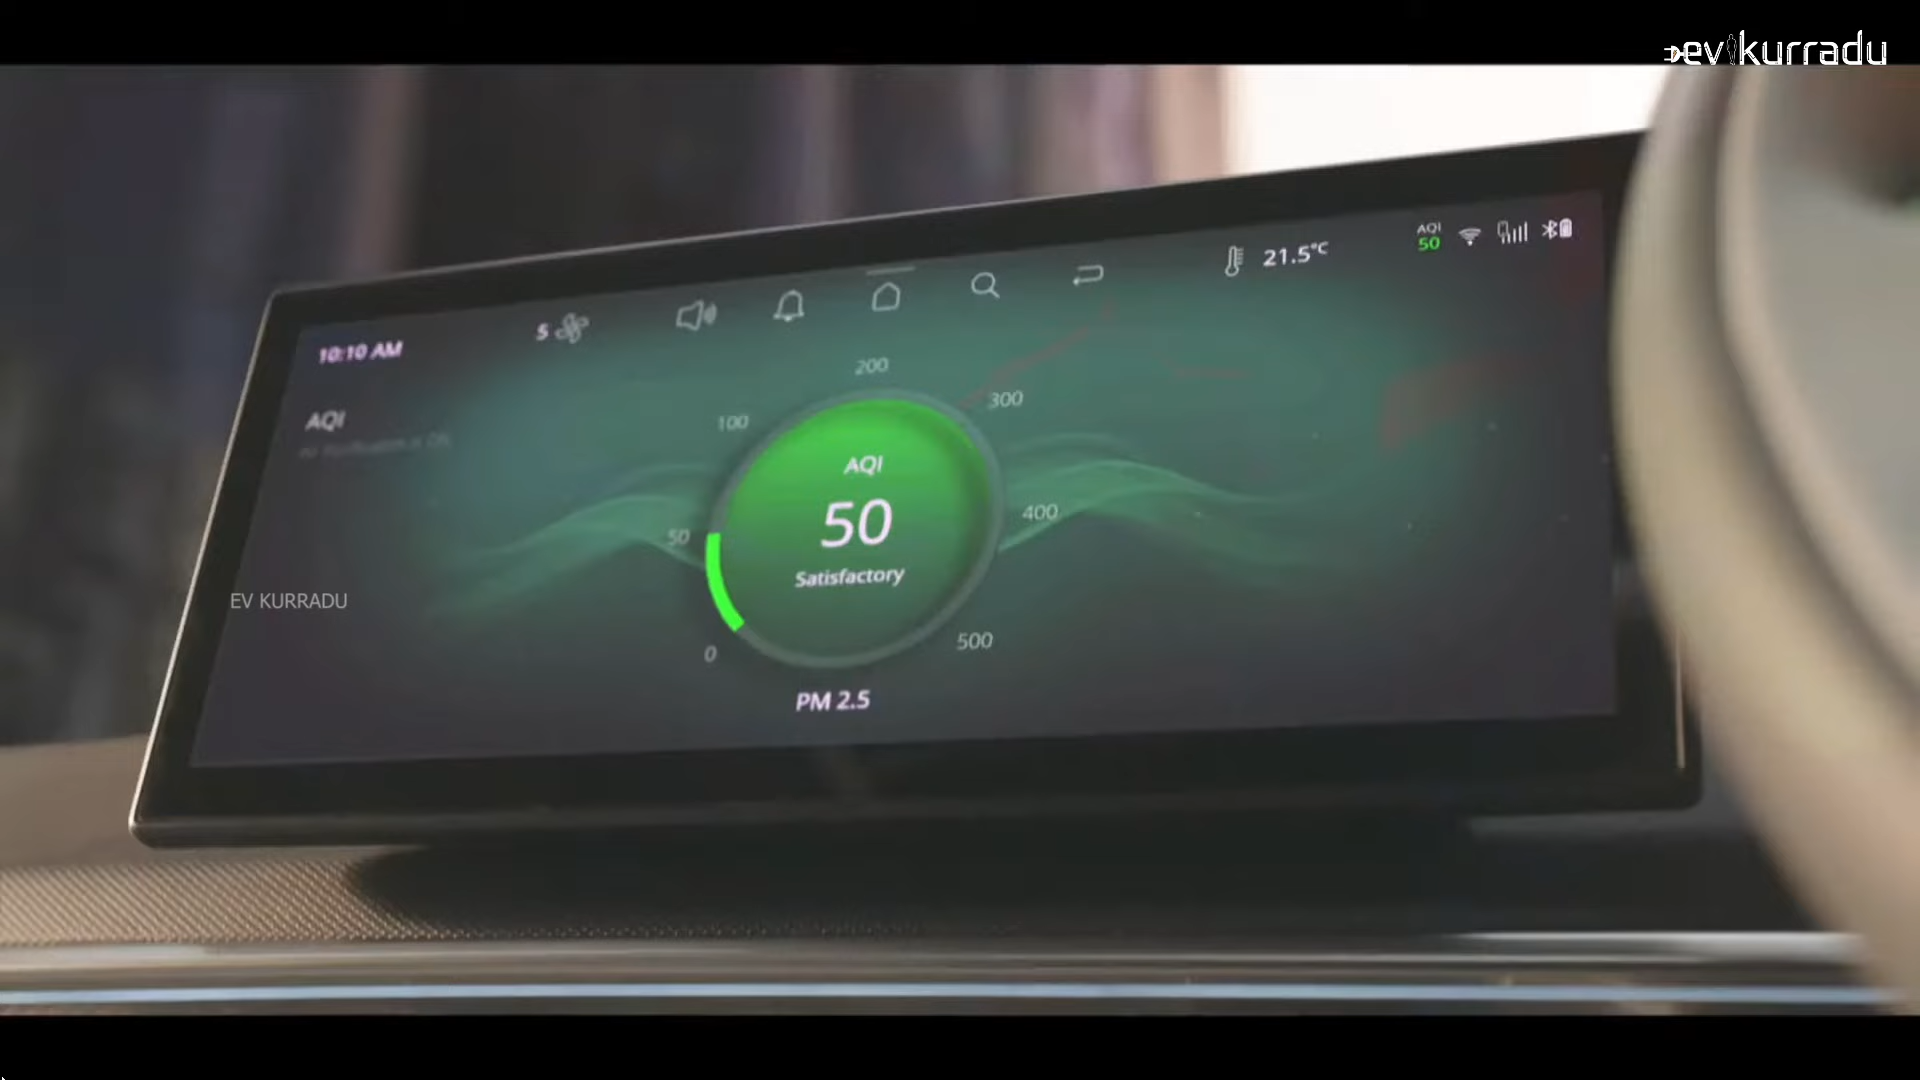 evkurradu
AQI
50
21.5°C
5
10:10 AM
200
300
100
AQI
AQI
50
Satisfactory
50
400
EV KURRADU
0
500
PM 2.5